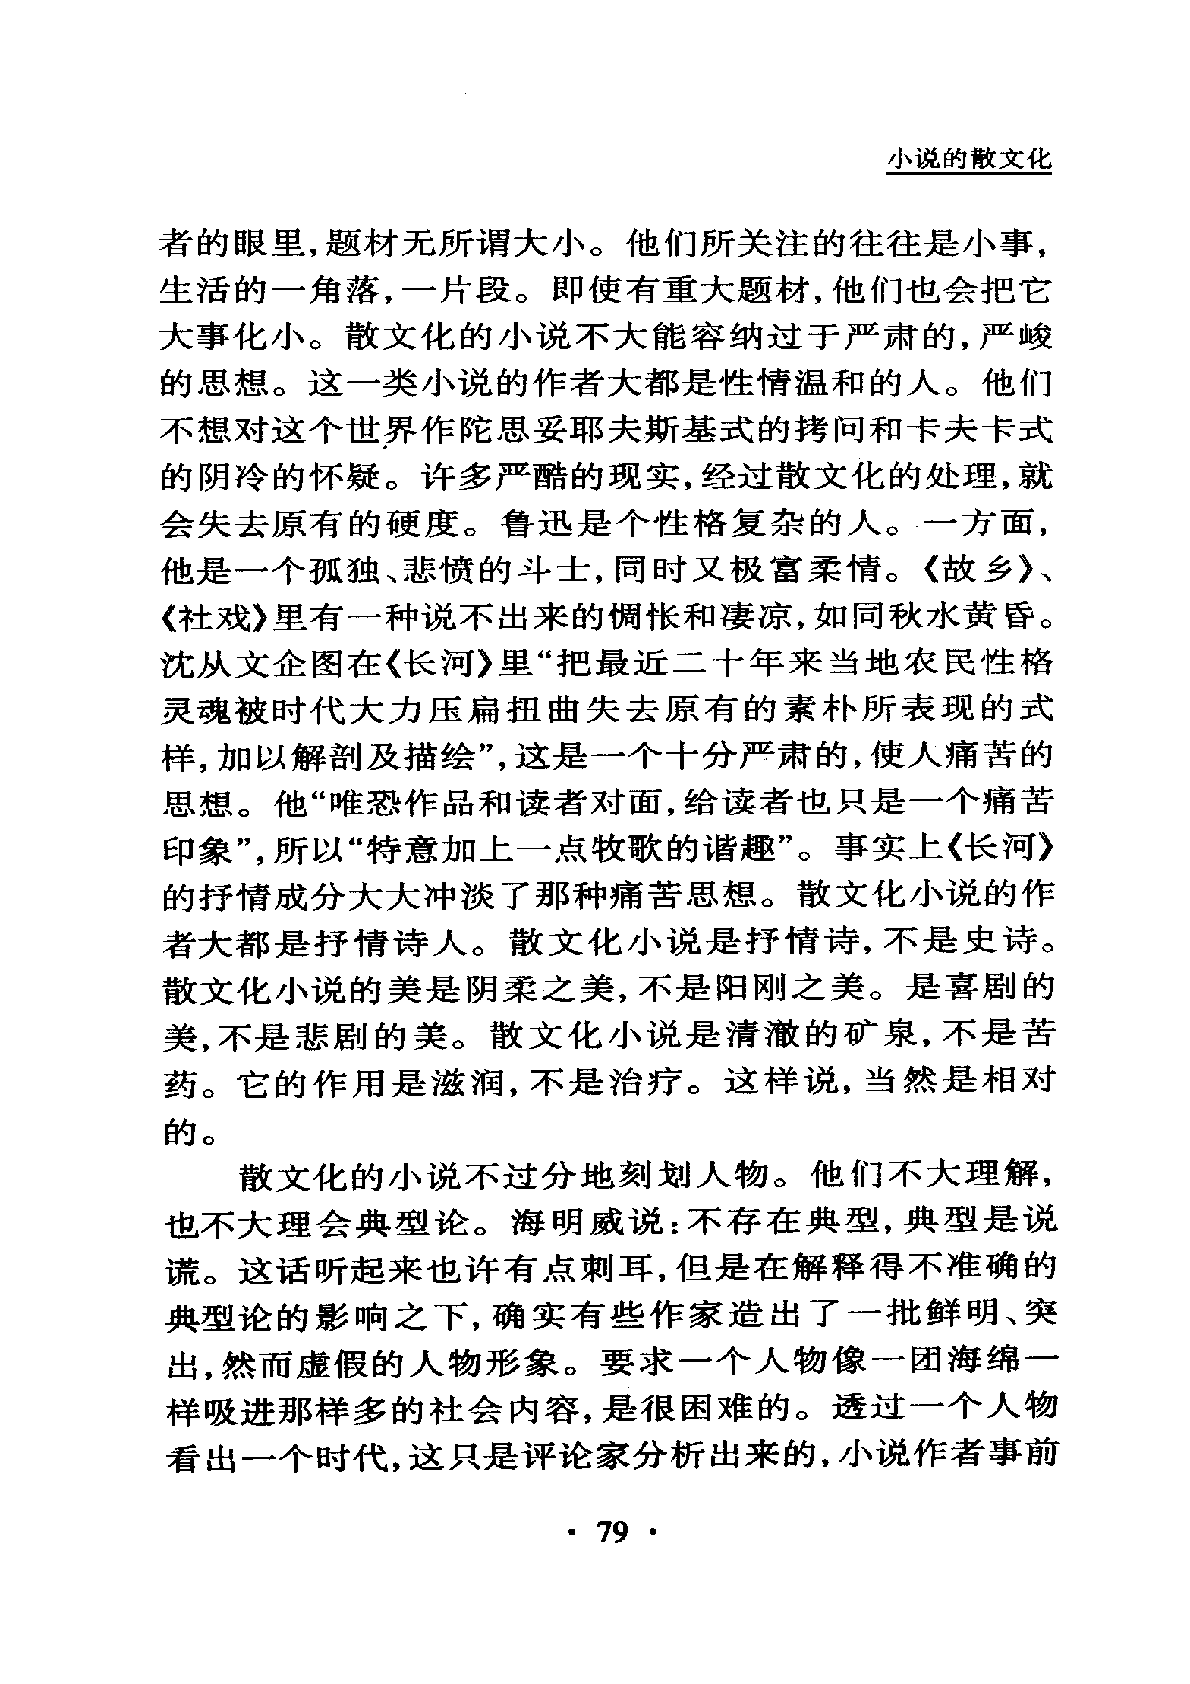 小说的散文化
者的眼里,题材无所谓大小。他们所关注的往往是小事,
生活的一角落,一片段。即使有重大题材,他们也会把它
大事化小。散文化的小说不大能容纳过于严肃的,严峻
的思想。这一类小说的作者大都是性情温和的人。他们
不想对这个世界作陀思妥耶夫斯基式的拷问和卡夫卡式
的阴冷的怀疑。许多严酷的现实,经过散文化的处理,就
会失去原有的硬度。鲁迅是个性格复杂的人。一方面,
他是一个孤独、悲愤的斗士,同时又极富柔情。《故乡》、
《社戏》里有一种说不出来的惆怅和凄凉,如同秋水黄昏。
沈从文企图在《长河》里“把最近二十年来当地农民性格
灵魂被时代大力压扁扭曲失去原有的素朴所表现的式
样,加以解剖及描绘”,这是一个十分严肃的,使人痛苦的
思想。他“唯恐作品和读者对面,给读者也只是一个痛苦
印象”,所以“特意加上一点牧歌的谐趣”。事实上《长河》
的抒情成分大大冲淡了那种痛苦思想。散文化小说的作
者大都是抒情诗人。散文化小说是抒情诗,不是史诗。
散文化小说的美是阴柔之美,不是阳刚之美。是喜剧的
美,不是悲剧的美。散文化小说是清澈的矿泉,不是苦
药。它的作用是滋润,不是治疗。这样说,当然是相对
的。
散文化的小说不过分地刻划人物。他们不大理解,
也不大理会典型论。海明威说:不存在典型,典型是说
谎。这话听起来也许有点刺耳,但是在解释得不准确的
典型论的影响之下,确实有些作家造出了一批鲜明、突
出,然而虚假的人物形象。要求一个人物像一团海绵一
样吸进那样多的社会内容,是很困难的。透过一个人物
看出一个时代,这只是评论家分析出来的,小说作者事前
· 79 ·